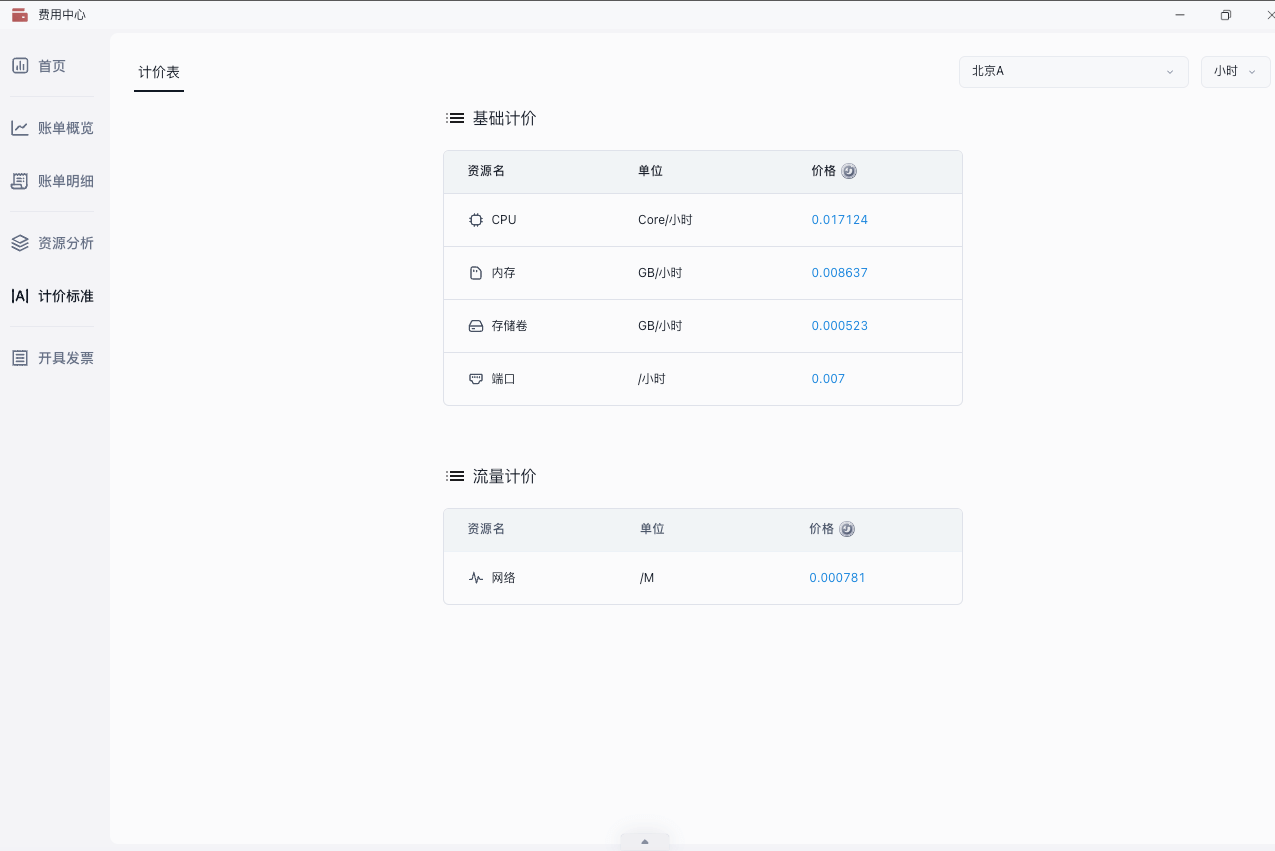 费用中心
首页
账单概览
账单明细
资源分析
计价标准
开具发票
计价表
北京A
小时
基础计价
资源名 单位 价格
CPU Core/小时 0.017124
内存 GB/小时 0.008637
存储卷 GB/小时 0.000523
端口 /小时 0.007
流量计价
资源名 单位 价格
网络 /M 0.000781